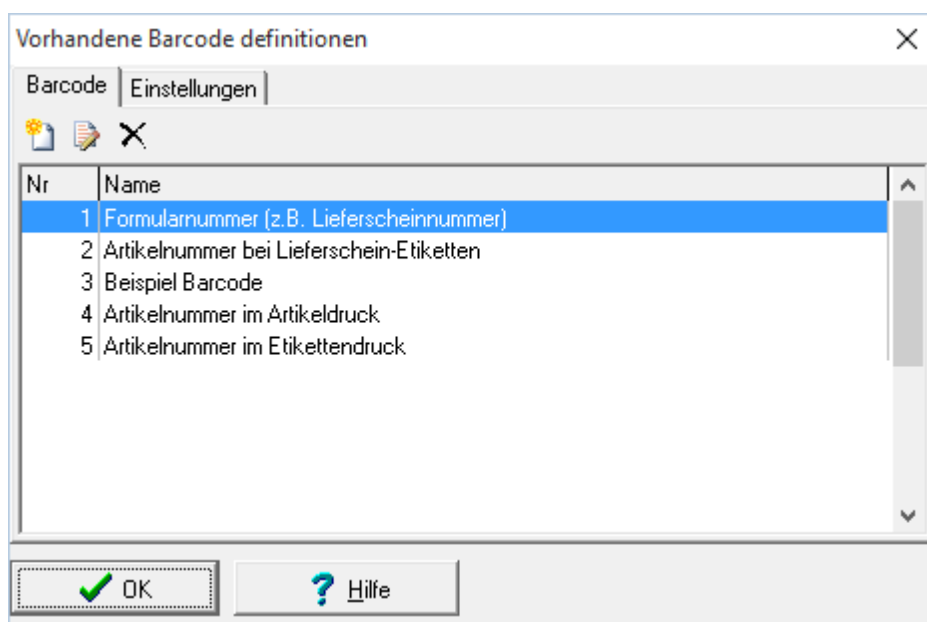 Vorhandene Barcode definitionen
Barcode Einstellungen
Nr Name
1 Formularnummer (z.B. Lieferscheinnummer)
2 Artikelnummer bei Lieferschein-Etiketten
3 Beispiel Barcode
4 Artikelnummer im Artikeldruck
5 Artikelnummer im Etikettendruck
OK Hilfe